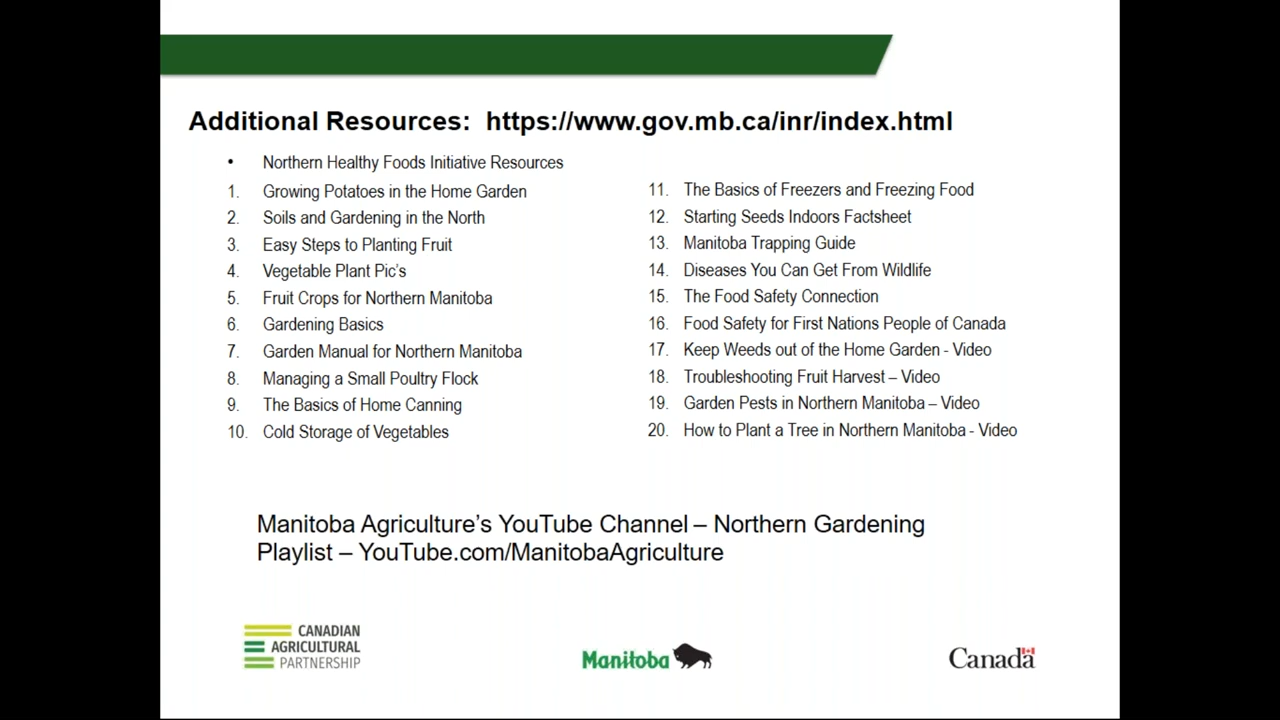 Additional Resources: https://www.gov.mb.ca/inr/index.html
• Northern Healthy Foods Initiative Resources
1. Growing Potatoes in the Home Garden
2. Soils and Gardening in the North
3. Easy Steps to Planting Fruit
4. Vegetable Plant Pic's
5. Fruit Crops for Northern Manitoba
6. Gardening Basics
7. Garden Manual for Northern Manitoba
8. Managing a Small Poultry Flock
9. The Basics of Home Canning
10. Cold Storage of Vegetables
11. The Basics of Freezers and Freezing Food
12. Starting Seeds Indoors Factsheet
13. Manitoba Trapping Guide
14. Diseases You Can Get From Wildlife
15. The Food Safety Connection
16. Food Safety for First Nations People of Canada
17. Keep Weeds out of the Home Garden - Video
18. Troubleshooting Fruit Harvest – Video
19. Garden Pests in Northern Manitoba – Video
20. How to Plant a Tree in Northern Manitoba - Video
Manitoba Agriculture's YouTube Channel – Northern Gardening
Playlist – YouTube.com/ManitobaAgriculture
CANADIAN
AGRICULTURAL
PARTNERSHIP
Manitoba
Canada